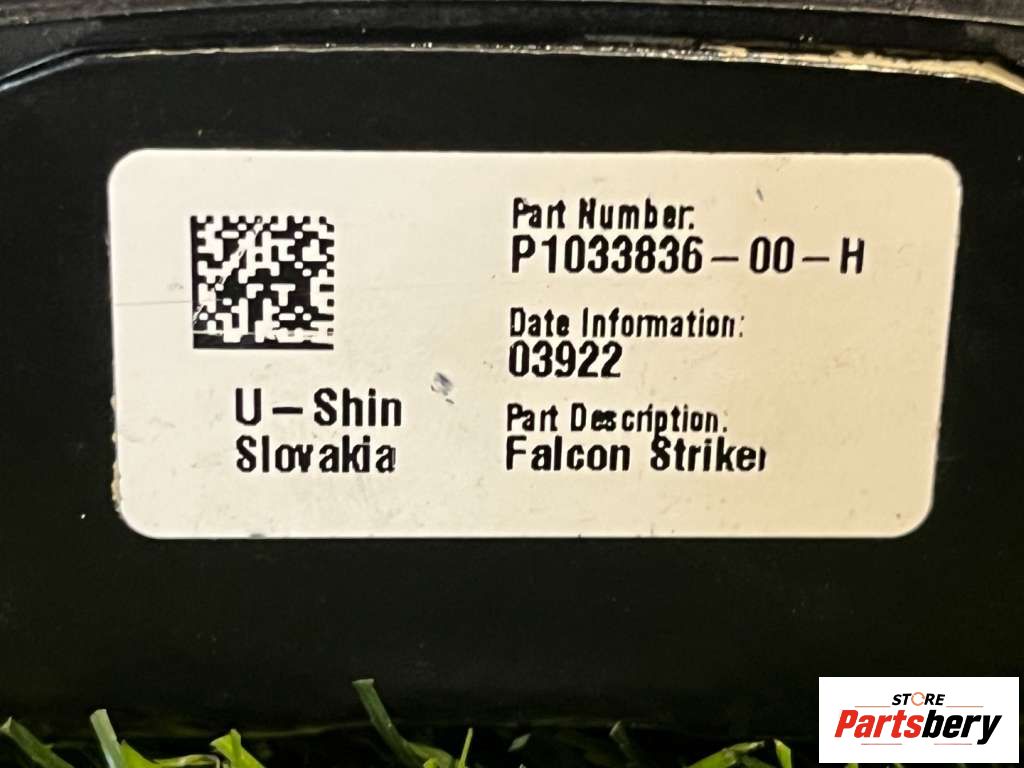 Part Number:
P1033836-00-H
Date Information:
03922
Part Description:
Falcon Striker
U-Shin
Slovakia
STORE
Partsbery